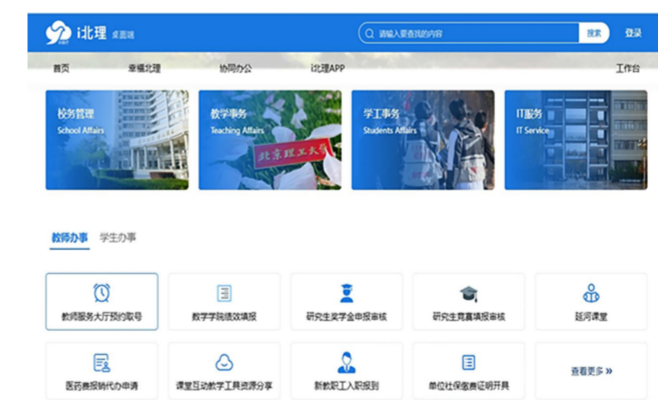 i北理 桌面端
请输入要查找的内容
搜索
登录
首页
幸福北理
协同办公
i北理APP
工作台
校务管理
School Affairs
教学事务
Teaching Affairs
北京理工大学
学工事务
Students Affairs
IT服务
IT Service
教师办事
学生办事
教师服务大厅预约取号
数学学院绩效填报
研究生奖学金申报审核
研究生竞赛填报审核
延河课堂
医药费报销代办申请
课堂互动教学工具资源分享
新教职工入职报到
单位社保缴费证明开具
查看更多 »